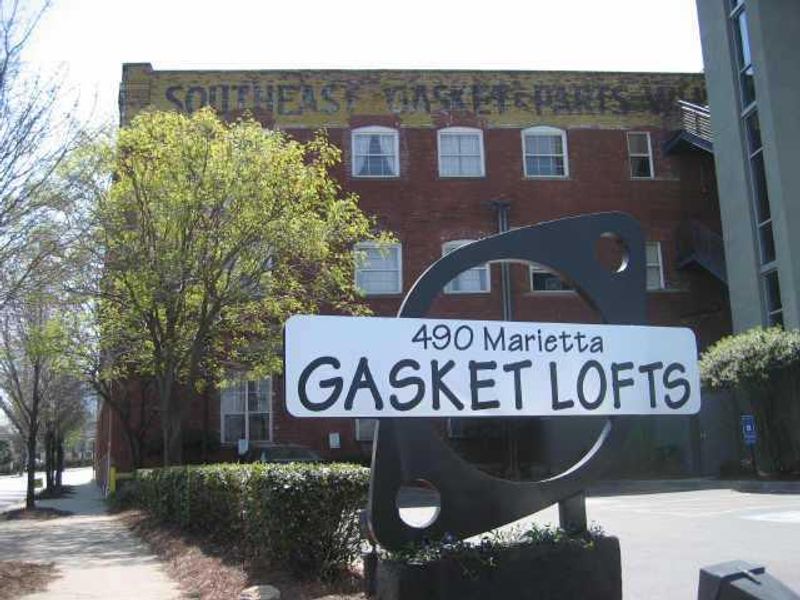 SOUTHEAST GASKET & PARTS
490 Marietta
GASKET LOFTS